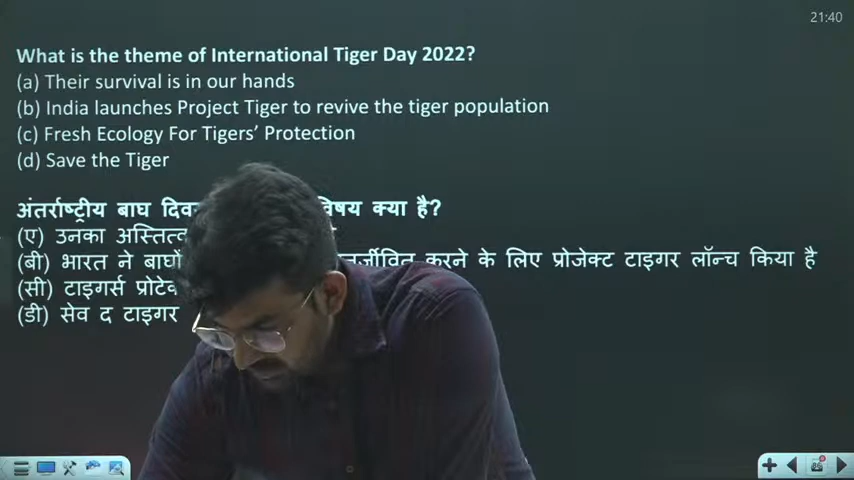 21:40
What is the theme of International Tiger Day 2022?
(a) Their survival is in our hands
(b) India launches Project Tiger to revive the tiger population
(c) Fresh Ecology For Tigers’ Protection
(d) Save the Tiger
अंतर्राष्ट्रीय बाघ विषय क्या है?
(ए) उनका
(बी) भारत ने करने के लिए प्रोजेक्ट टाइगर लॉन्च किया है
(सी) टाइगर्स
(डी) सेव द टाइगर